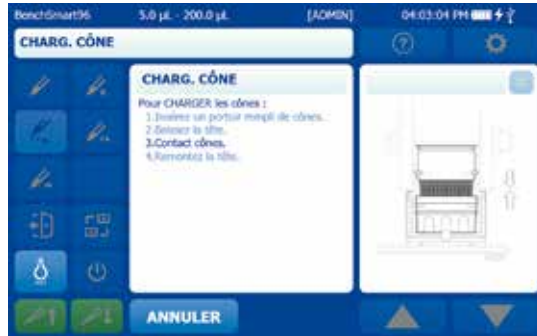 BenchSmart96 5.0 µL - 200.0 µL [ADMIN] 04:03:04 PM
CHARG. CÔNE
?
CHARG. CÔNE
Pour CHARGER les cônes :
1.Insérez un portoir rempli de cônes.
2.Baissez la tête.
3.Contact cônes.
4.Remontez la tête.
ANNULER